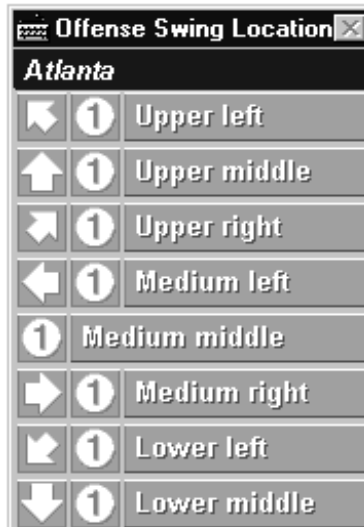 Offense Swing Location
Atlanta
1 Upper left
1 Upper middle
1 Upper right
1 Medium left
1 Medium middle
1 Medium right
1 Lower left
1 Lower middle